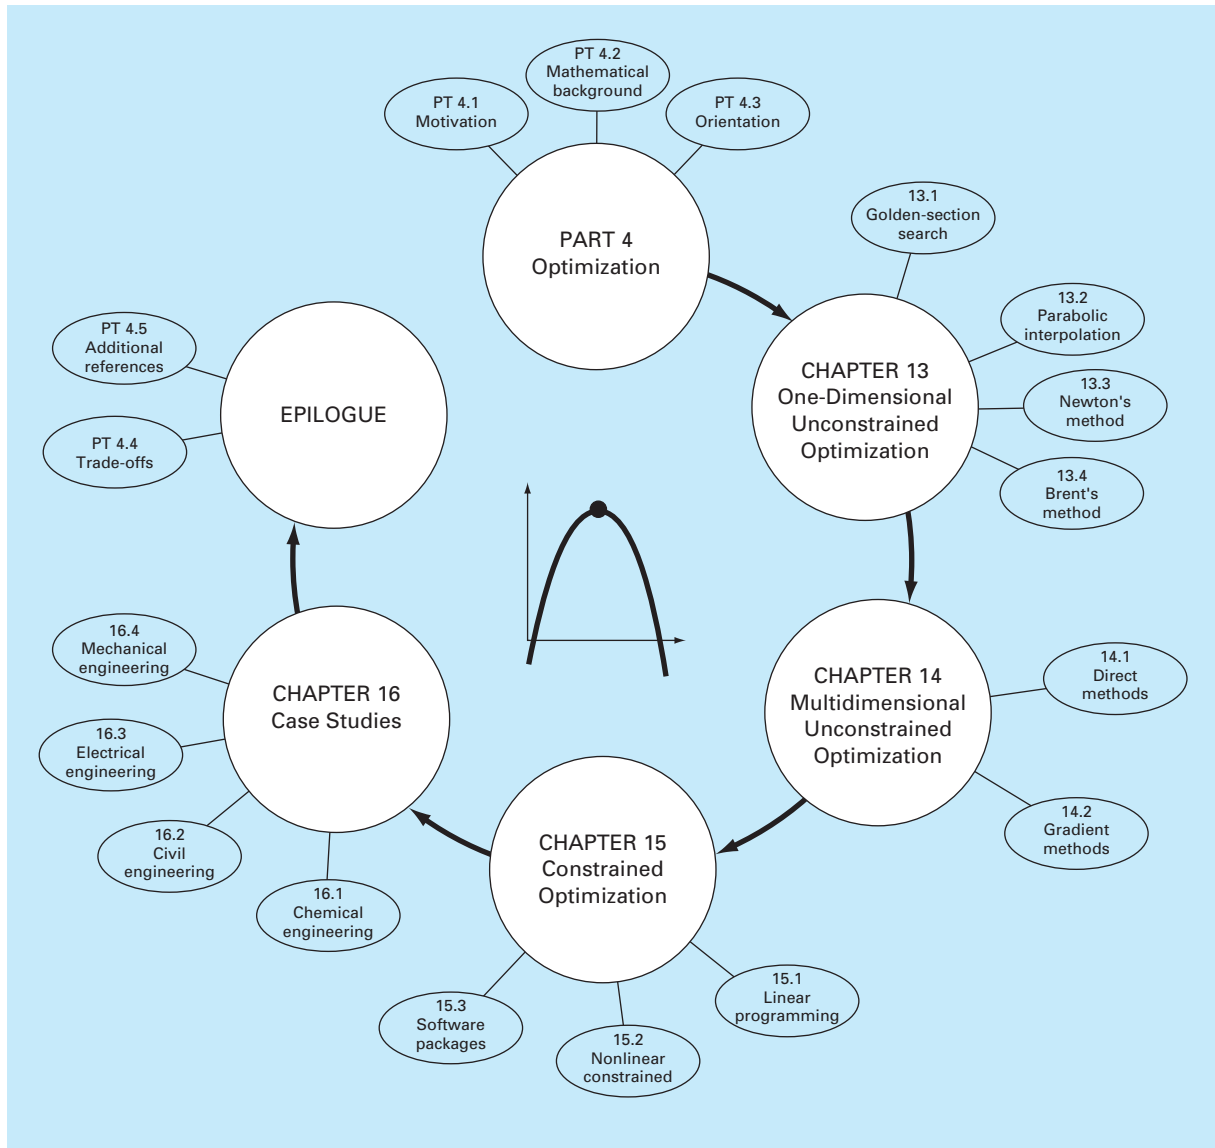 PT 4.1
Motivation
PT 4.2
Mathematical
background
PT 4.3
Orientation
PART 4
Optimization
13.1
Golden-section
search
13.2
Parabolic
interpolation
13.3
Newton's
method
13.4
Brent's
method
CHAPTER 13
One-Dimensional
Unconstrained
Optimization
14.1
Direct
methods
14.2
Gradient
methods
CHAPTER 14
Multidimensional
Unconstrained
Optimization
CHAPTER 15
Constrained
Optimization
15.1
Linear
programming
15.2
Nonlinear
constrained
15.3
Software
packages
CHAPTER 16
Case Studies
16.1
Chemical
engineering
16.2
Civil
engineering
16.3
Electrical
engineering
16.4
Mechanical
engineering
EPILOGUE
PT 4.4
Trade-offs
PT 4.5
Additional
references